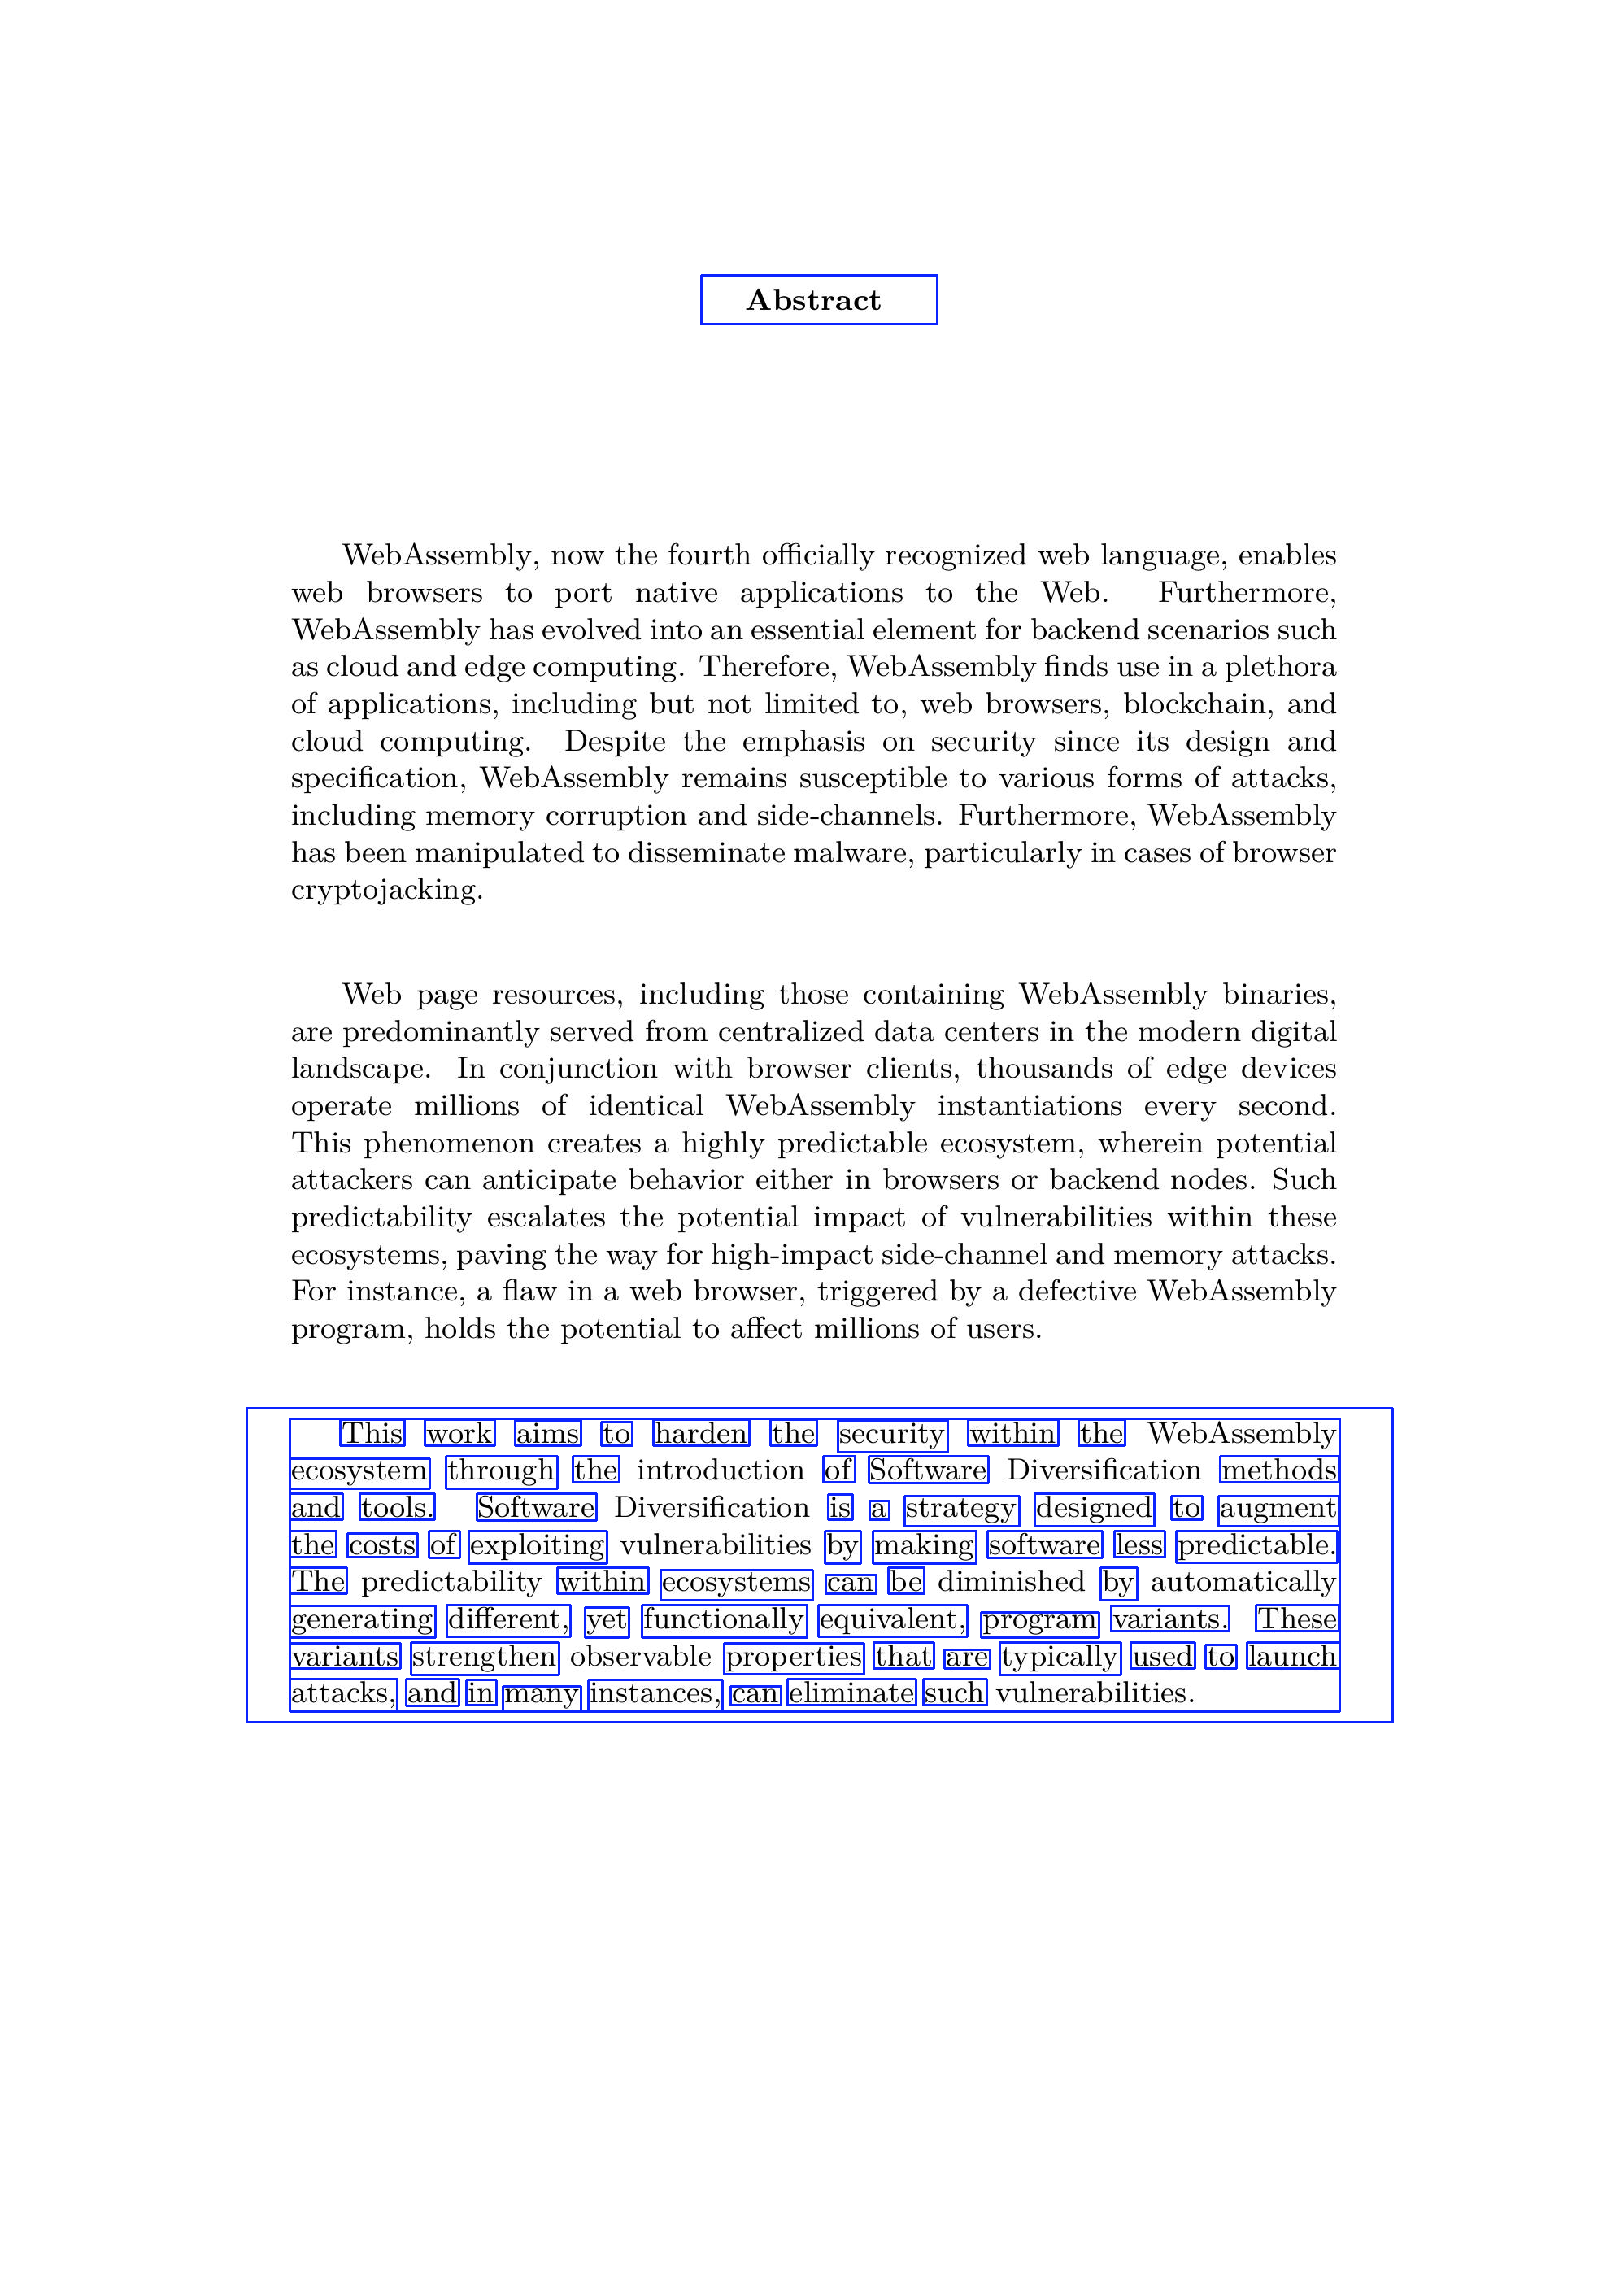 Abstract
WebAssembly, now the fourth officially recognized web language, enables
web browsers to port native applications to the Web. Furthermore,
WebAssembly has evolved into an essential element for backend scenarios such
as cloud and edge computing. Therefore, WebAssembly finds use in a plethora
of applications, including but not limited to, web browsers, blockchain, and
cloud computing. Despite the emphasis on security since its design and
specification, WebAssembly remains susceptible to various forms of attacks,
including memory corruption and side-channels. Furthermore, WebAssembly
has been manipulated to disseminate malware, particularly in cases of browser
cryptojacking.
Web page resources, including those containing WebAssembly binaries,
are predominantly served from centralized data centers in the modern digital
landscape. In conjunction with browser clients, thousands of edge devices
operate millions of identical WebAssembly instantiations every second.
This phenomenon creates a highly predictable ecosystem, wherein potential
attackers can anticipate behavior either in browsers or backend nodes. Such
predictability escalates the potential impact of vulnerabilities within these
ecosystems, paving the way for high-impact side-channel and memory attacks.
For instance, a flaw in a web browser, triggered by a defective WebAssembly
program, holds the potential to affect millions of users.
This work aims to harden the security within the WebAssembly
ecosystem through the introduction of Software Diversification methods
and tools. Software Diversification is a strategy designed to augment
the costs of exploiting vulnerabilities by making software less predictable.
The predictability within ecosystems can be diminished by automatically
generating different, yet functionally equivalent, program variants. These
variants strengthen observable properties that are typically used to launch
attacks, and in many instances, can eliminate such vulnerabilities.